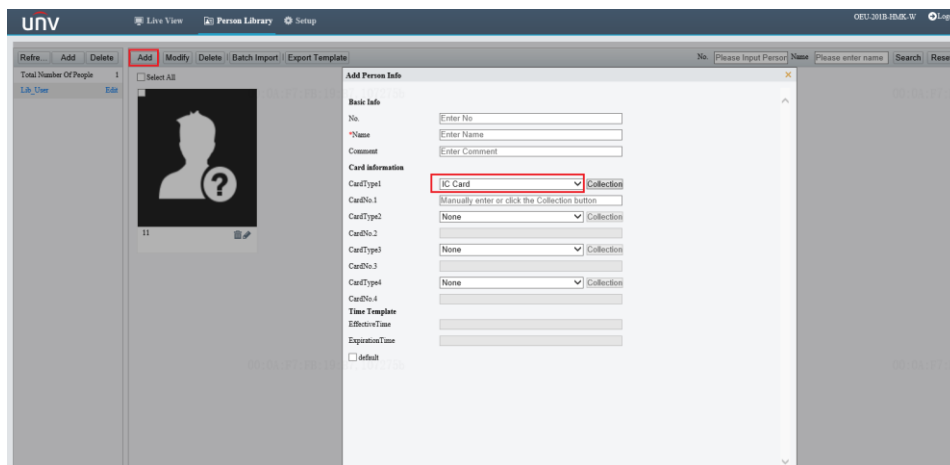 unv Live View Person Library Setup OEU-201B-HMK-W Log
Refre... Add Delete Add Modify Delete Batch Import Export Template No. Please Input Person Name Please enter name Search Rese
Total Number Of People 1
Lib_User Edit
Select All
11
Add Person Info ×
Basic Info
No. Enter No
*Name Enter Name
Comment Enter Comment
Card information
CardType1 IC Card Collection
CardNo.1 Manually enter or click the Collection button
CardType2 None Collection
CardNo.2
CardType3 None Collection
CardNo.3
CardType4 None Collection
CardNo.4
Time Template
EffectiveTime
ExpirationTime
default